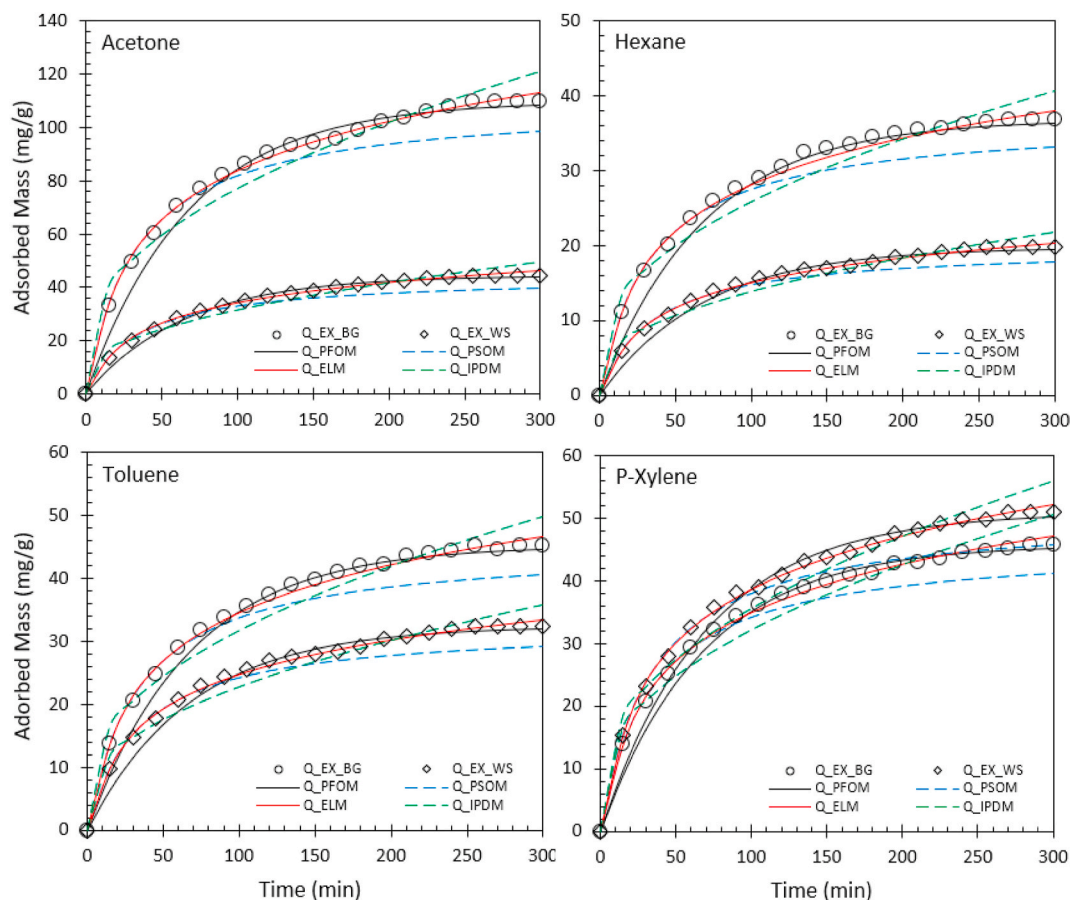 Acetone
Adsorbed Mass (mg/g)
140
120
100
80
60
40
20
0
0 50 100 150 200 250 300
Q_EX_BG Q_EX_WS
Q_PFOM Q_PSOM
Q_ELM Q_IPDM
Hexane
50
40
30
20
10
0
0 50 100 150 200 250 300
Q_EX_BG Q_EX_WS
Q_PFOM Q_PSOM
Q_ELM Q_IPDM
Toluene
Adorbed Mass (mg/g)
60
50
40
30
20
10
0
0 50 100 150 200 250 300
Q_EX_BG Q_EX_WS
Q_PFOM Q_PSOM
Q_ELM Q_IPDM
Time (min)
P-Xylene
60
50
40
30
20
10
0
0 50 100 150 200 250 300
Q_EX_BG Q_EX_WS
Q_PFOM Q_PSOM
Q_ELM Q_IPDM
Time (min)